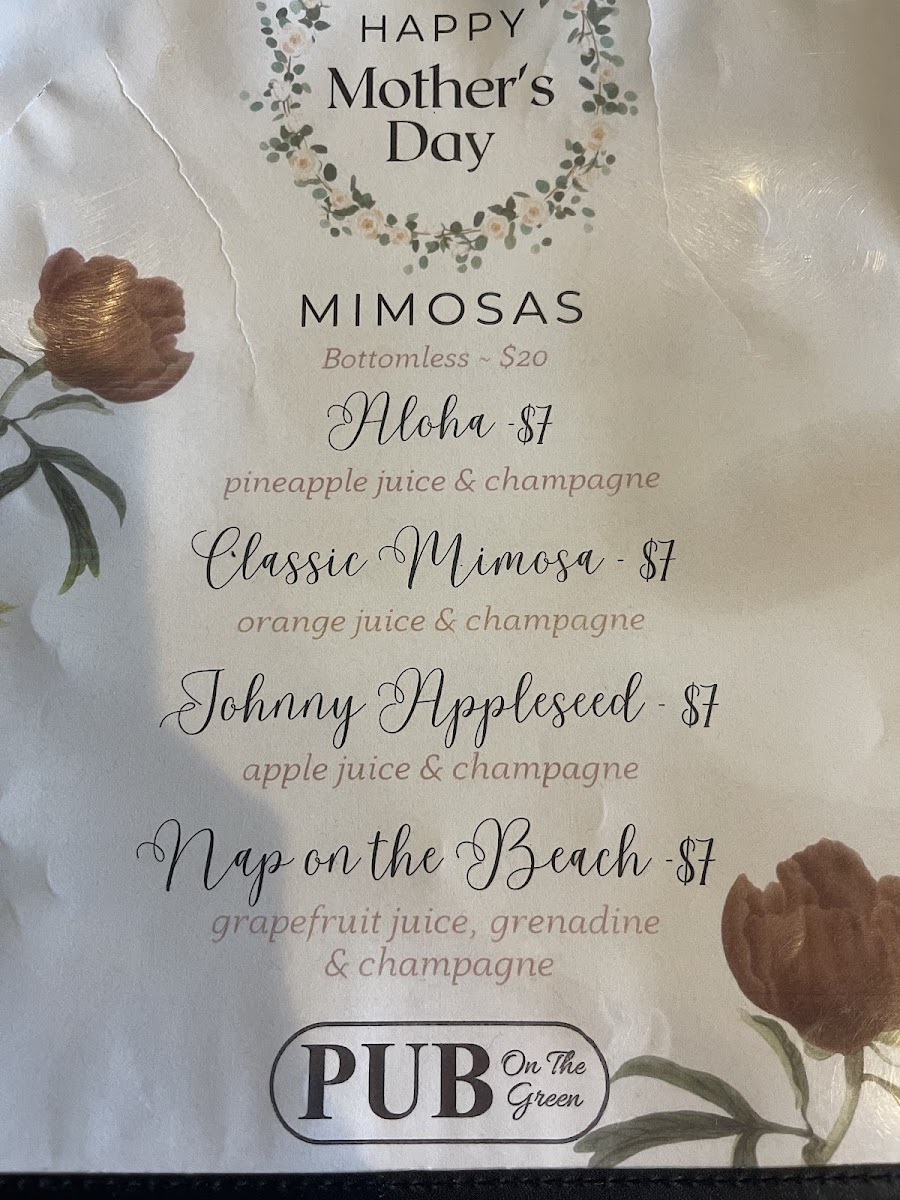 HAPPY
Mother's
Day
MIMOSAS
Bottomless ~ $20
Aloha -$7
pineapple juice & champagne
Classic Mimosa - $7
orange juice & champagne
Johnny Appleseed - $7
apple juice & champagne
Nap on the Beach -$7
grapefruit juice, grenadine
& champagne
PUB On The
Green